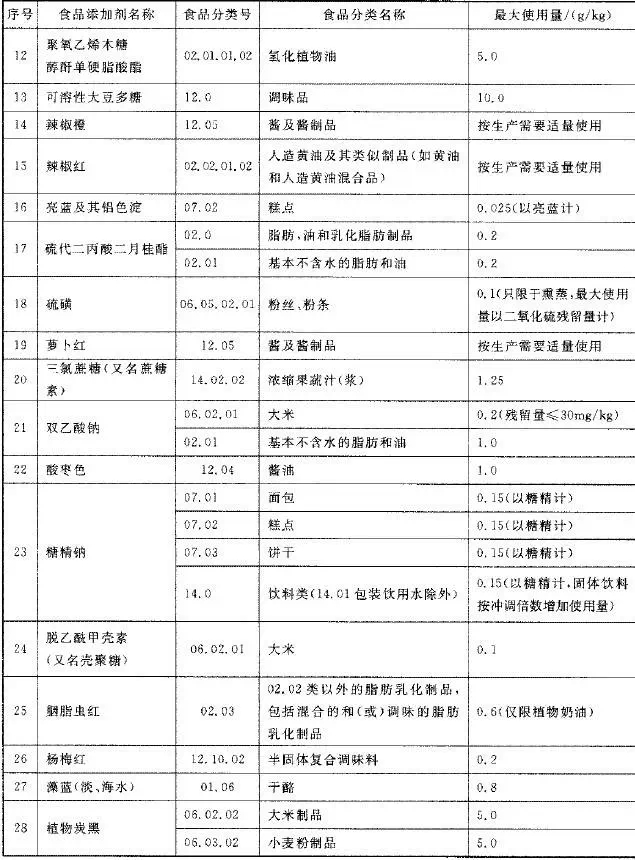 序号 食品添加剂名称 食品分类号 食品分类名称 最大使用量/(g/kg)
12 聚氧乙烯木糖 02.01.01.02 氢化植物油 5.0
醇酐单硬脂酸酯
13 可溶性大豆多糖 12.0 调味品 10.0
14 辣椒橙 12.05 酱及酱制品 按生产需要适量使用
15 辣椒红 02.02.01.02 人造黄油及其类似制品(如黄油 按生产需要适量使用
和人造黄油混合品)
16 亮蓝及其铝色淀 07.02 糕点 0.025(以亮蓝计)
17 硫代二丙酸二月桂酯 02.0 脂肪、油和乳化脂肪制品 0.2
02.01 基本不含水的脂肪和油 0.2
18 硫磺 06.05.02.01 粉丝、粉条 0.1(只限于熏蒸,最大使用
量以二氧化硫残留量计)
19 萝卜红 12.05 酱及酱制品 按生产需要适量使用
20 三氯蔗糖(又名蔗糖 14.02.02 浓缩果蔬汁(浆) 1.25
素)
21 双乙酸钠 06.02.01 大米 0.2(残留量≤30mg/kg)
02.01 基本不含水的脂肪和油 1.0
22 酸枣色 12.04 酱油 1.0
23 糖精钠 07.01 面包 0.15(以糖精计)
07.02 糕点 0.15(以糖精计)
07.03 饼干 0.15(以糖精计)
14.0 饮料类(14.01包装饮用水除外) 0.15(以糖精计,固体饮料
按冲调倍数增加使用量)
24 脱乙酰甲壳素 06.02.01 大米 0.1
(又名壳聚糖)
25 胭脂虫红 02.03 02.02类以外的脂肪乳化制品,
包括混合的和(或)调味的脂肪 0.6(仅限植物奶油)
乳化制品
26 杨梅红 12.10.02 半固体复合调味料 0.2
27 藻蓝(淡、海水) 01.06 干酪 0.8
28 植物炭黑 06.02.02 大米制品 5.0
06.03.02 小麦粉制品 5.0